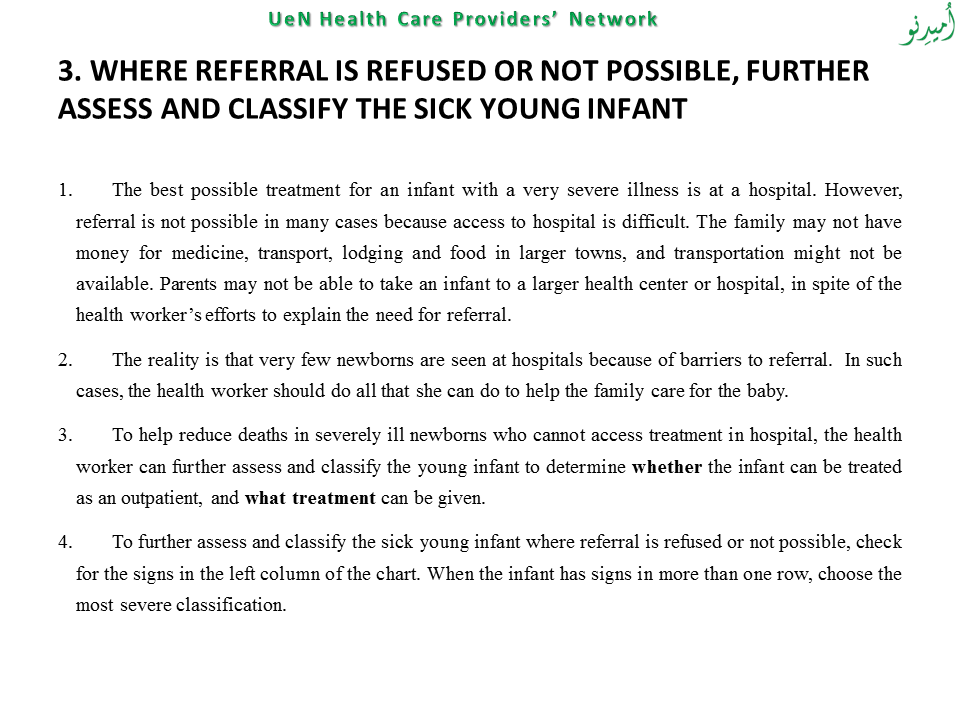 UeN Health Care Providers’ Network
اُمیدِنو
3. WHERE REFERRAL IS REFUSED OR NOT POSSIBLE, FURTHER
ASSESS AND CLASSIFY THE SICK YOUNG INFANT
1. The best possible treatment for an infant with a very severe illness is at a hospital. However,
referral is not possible in many cases because access to hospital is difficult. The family may not have
money for medicine, transport, lodging and food in larger towns, and transportation might not be
available. Parents may not be able to take an infant to a larger health center or hospital, in spite of the
health worker’s efforts to explain the need for referral.
2. The reality is that very few newborns are seen at hospitals because of barriers to referral. In such
cases, the health worker should do all that she can do to help the family care for the baby.
3. To help reduce deaths in severely ill newborns who cannot access treatment in hospital, the health
worker can further assess and classify the young infant to determine whether the infant can be treated
as an outpatient, and what treatment can be given.
4. To further assess and classify the sick young infant where referral is refused or not possible, check
for the signs in the left column of the chart. When the infant has signs in more than one row, choose the
most severe classification.